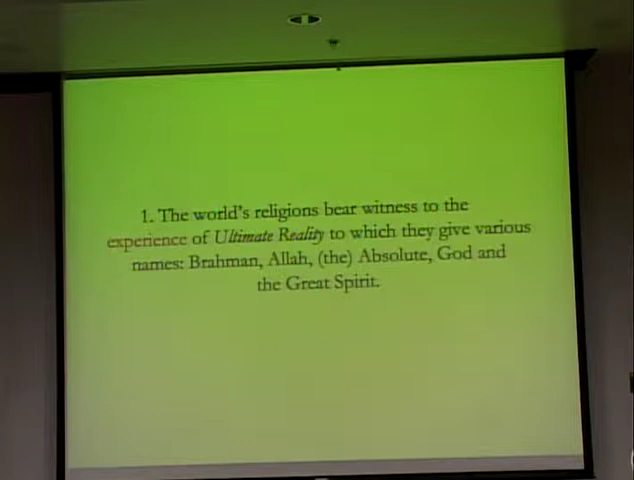 1. The world's religions bear witness to the
experience of Ultimate Reality to which they give various
names: Brahman, Allah, (the) Absolute, God and
the Great Spirit.